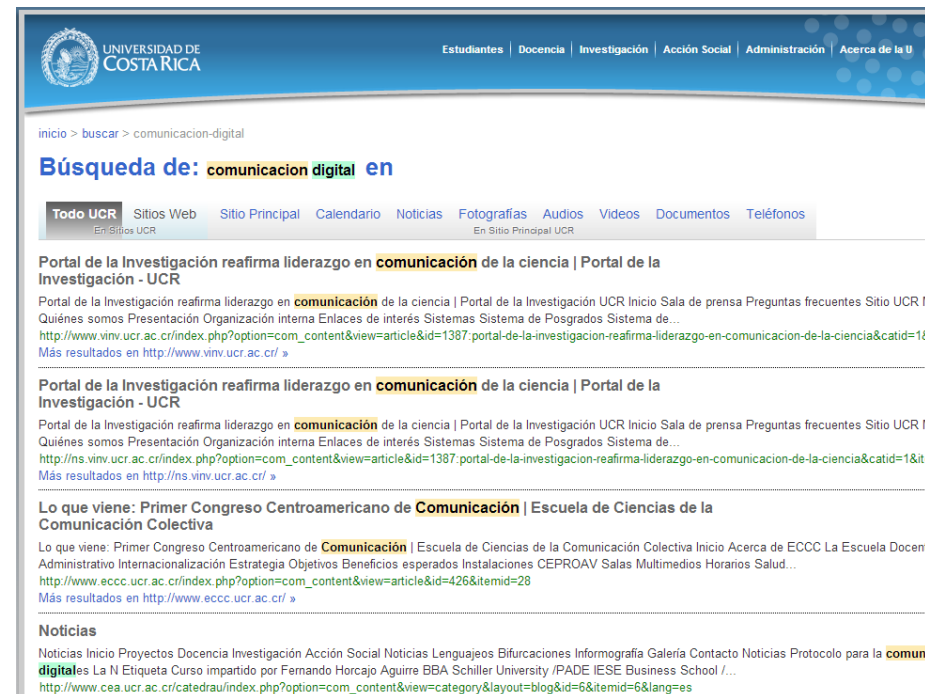 UNIVERSIDAD DE
COSTA RICA
Estudiantes | Docencia | Investigación | Acción Social | Administración | Acerca de la U
inicio > buscar > comunicacion-digital
Búsqueda de: comunicacion digital en
Todo UCR Sitios Web Sitio Principal Calendario Noticias Fotografías Audios Videos Documentos Teléfonos
En Sitios UCR En Sitio Principal UCR
Portal de la Investigación reafirma liderazgo en comunicación de la ciencia | Portal de la
Investigación - UCR
Portal de la Investigación reafirma liderazgo en comunicación de la ciencia | Portal de la Investigación UCR Inicio Sala de prensa Preguntas frecuentes Sitio UCR
Quiénes somos Presentación Organización interna Enlaces de interés Sistemas Sistema de Posgrados Sistema de...
http://www.vinv.ucr.ac.cr/index.php?option=com_content&view=article&id=1387:portal-de-la-investigacion-reafirma-liderazgo-en-comunicacion-de-la-ciencia&catid=1&
Más resultados en http://www.vinv.ucr.ac.cr/ »
Portal de la Investigación reafirma liderazgo en comunicación de la ciencia | Portal de la
Investigación - UCR
Portal de la Investigación reafirma liderazgo en comunicación de la ciencia | Portal de la Investigación UCR Inicio Sala de prensa Preguntas frecuentes Sitio UCR
Quiénes somos Presentación Organización interna Enlaces de interés Sistemas Sistema de Posgrados Sistema de...
http://ns.vinv.ucr.ac.cr/index.php?option=com_content&view=article&id=1387:portal-de-la-investigacion-reafirma-liderazgo-en-comunicacion-de-la-ciencia&catid=1&it
Más resultados en http://ns.vinv.ucr.ac.cr/ »
Lo que viene: Primer Congreso Centroamericano de Comunicación | Escuela de Ciencias de la
Comunicación Colectiva
Lo que viene: Primer Congreso Centroamericano de Comunicación | Escuela de Ciencias de la Comunicación Colectiva Inicio Acerca de ECCC La Escuela Docen
Administrativo Internacionalización Estrategia Objetivos Beneficios esperados Instalaciones CEPROAV Salas Multimedios Horarios Salud...
http://www.eccc.ucr.ac.cr/index.php?option=com_content&view=article&id=426&itemid=28
Más resultados en http://www.eccc.ucr.ac.cr/ »
Noticias
Noticias Inicio Proyectos Docencia Investigación Acción Social Noticias Lenguajeos Bifurcaciones Informografía Galería Contacto Noticias Protocolo para la comun
digitales La N Etiqueta Curso impartido por Fernando Horcajo Aguirre BBA Schiller University /PADE IESE Business School /...
http://www.cea.ucr.ac.cr/catedrau/index.php?option=com_content&view=category&layout=blog&id=6&itemid=6&lang=es